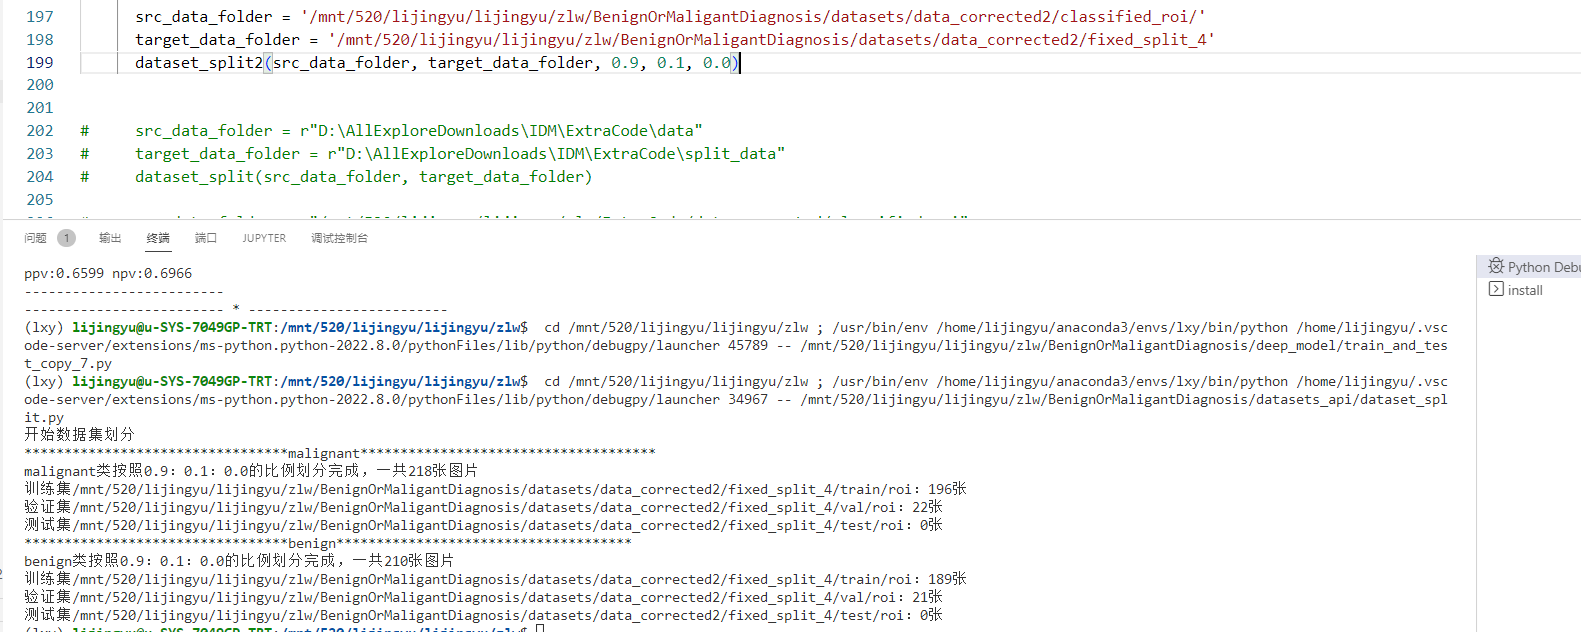 197 src_data_folder = '/mnt/520/lijingyu/lijingyu/zlw/BenignOrMaligantDiagnosis/datasets/data_corrected2/classified_roi/'
198 target_data_folder = '/mnt/520/lijingyu/lijingyu/zlw/BenignOrMaligantDiagnosis/datasets/data_corrected2/fixed_split_4'
199 dataset_split2(src_data_folder, target_data_folder, 0.9, 0.1, 0.0)
200
201
202 # src_data_folder = r"D:\AllExploreDownloads\IDM\ExtraCode\data"
203 # target_data_folder = r"D:\AllExploreDownloads\IDM\ExtraCode\split_data"
204 # dataset_split(src_data_folder, target_data_folder)
205
问题 1 输出 终端 端口 JUPYTER 调试控制台
ppv:0.6599 npv:0.6966
-------------------------
------------------------- * -------------------------
(lxy) lijingyu@u-SYS-7049GP-TRT:/mnt/520/lijingyu/lijingyu/zlw$ cd /mnt/520/lijingyu/lijingyu/zlw ; /usr/bin/env /home/lijingyu/anaconda3/envs/lxy/bin/python /home/lijingyu/.vsc
ode-server/extensions/ms-python.python-2022.8.0/pythonFiles/lib/python/debugpy/launcher 45789 -- /mnt/520/lijingyu/lijingyu/zlw/BenignOrMaligantDiagnosis/deep_model/train_and_tes
t_copy_7.py
(lxy) lijingyu@u-SYS-7049GP-TRT:/mnt/520/lijingyu/lijingyu/zlw$ cd /mnt/520/lijingyu/lijingyu/zlw ; /usr/bin/env /home/lijingyu/anaconda3/envs/lxy/bin/python /home/lijingyu/.vsc
ode-server/extensions/ms-python.python-2022.8.0/pythonFiles/lib/python/debugpy/launcher 34967 -- /mnt/520/lijingyu/lijingyu/zlw/BenignOrMaligantDiagnosis/datasets_api/dataset_spl
it.py
开始数据集划分
*********************************malignant*********************************
malignant类按照0.9：0.1：0.0的比例划分完成，一共218张图片
训练集/mnt/520/lijingyu/lijingyu/zlw/BenignOrMaligantDiagnosis/datasets/data_corrected2/fixed_split_4/train/roi：196张
验证集/mnt/520/lijingyu/lijingyu/zlw/BenignOrMaligantDiagnosis/datasets/data_corrected2/fixed_split_4/val/roi：22张
测试集/mnt/520/lijingyu/lijingyu/zlw/BenignOrMaligantDiagnosis/datasets/data_corrected2/fixed_split_4/test/roi：0张
*********************************benign*********************************
benign类按照0.9：0.1：0.0的比例划分完成，一共210张图片
训练集/mnt/520/lijingyu/lijingyu/zlw/BenignOrMaligantDiagnosis/datasets/data_corrected2/fixed_split_4/train/roi：189张
验证集/mnt/520/lijingyu/lijingyu/zlw/BenignOrMaligantDiagnosis/datasets/data_corrected2/fixed_split_4/val/roi：21张
测试集/mnt/520/lijingyu/lijingyu/zlw/BenignOrMaligantDiagnosis/datasets/data_corrected2/fixed_split_4/test/roi：0张
Python Debu
install